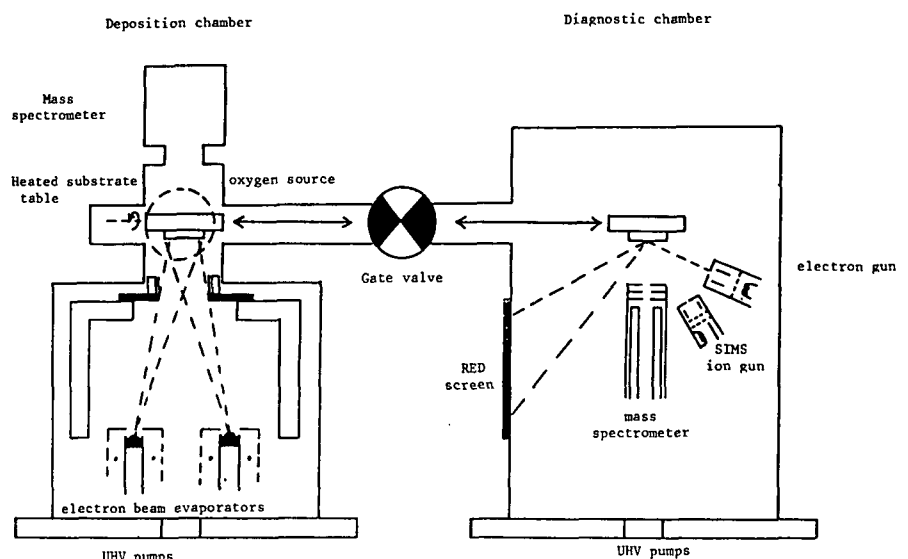 Deposition chamber
Diagnostic chamber
Mass
spectrometer
Heated substrate
table
oxygen source
Gate valve
electron gun
RED
screen
SIMS
ion gun
mass
spectrometer
electron beam evaporators
UHV pumps
UHV pumps